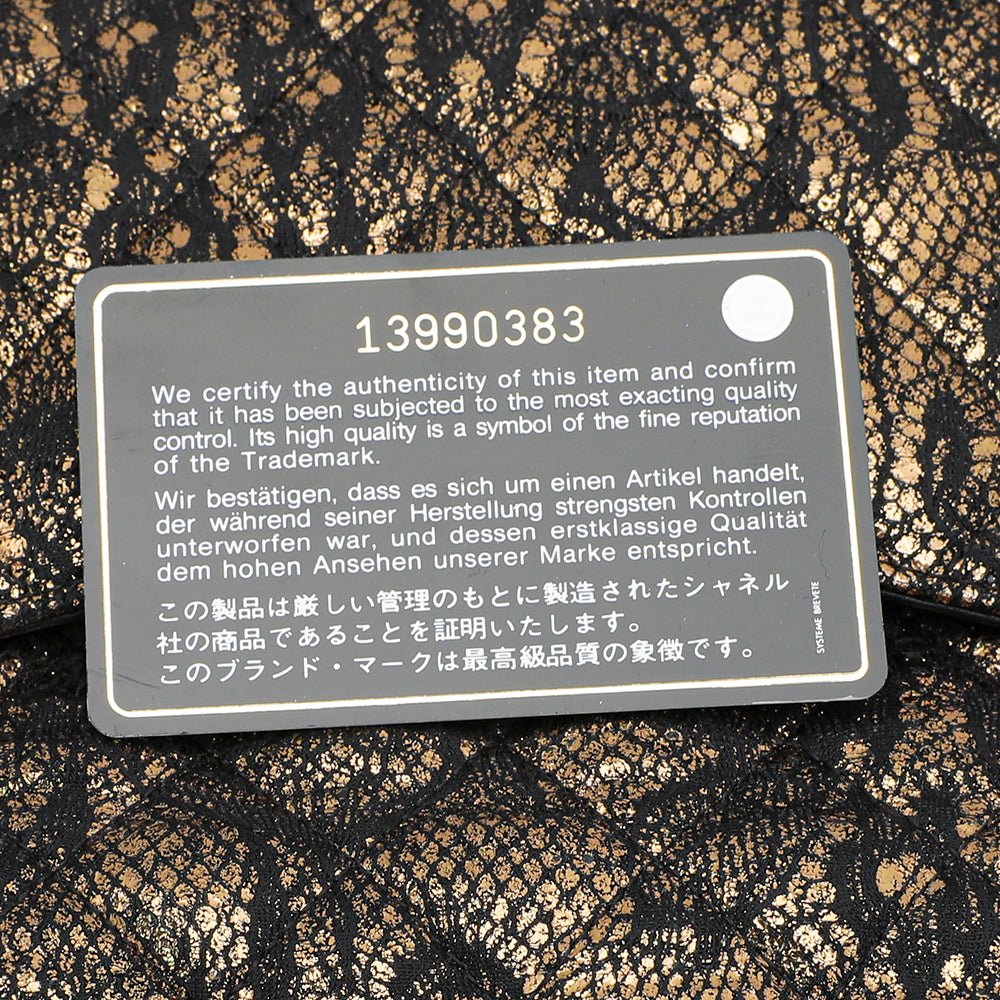 13990383
We certify the authenticity of this item and confirm
that it has been subjected to the most exacting quality
control. Its high quality is a symbol of the fine reputation
of the Trademark.
Wir bestätigen, dass es sich um einen Artikel handelt,
der während seiner Herstellung strengsten Kontrollen
unterworfen war, und dessen erstklassige Qualität
dem hohen Ansehen unserer Marke entspricht.
この製品は厳しい管理のもとに製造されたシャネル
社の商品であることを証明いたします。
このブランド・マークは最高級品質の象徴です。
SYSTEME BREVETE